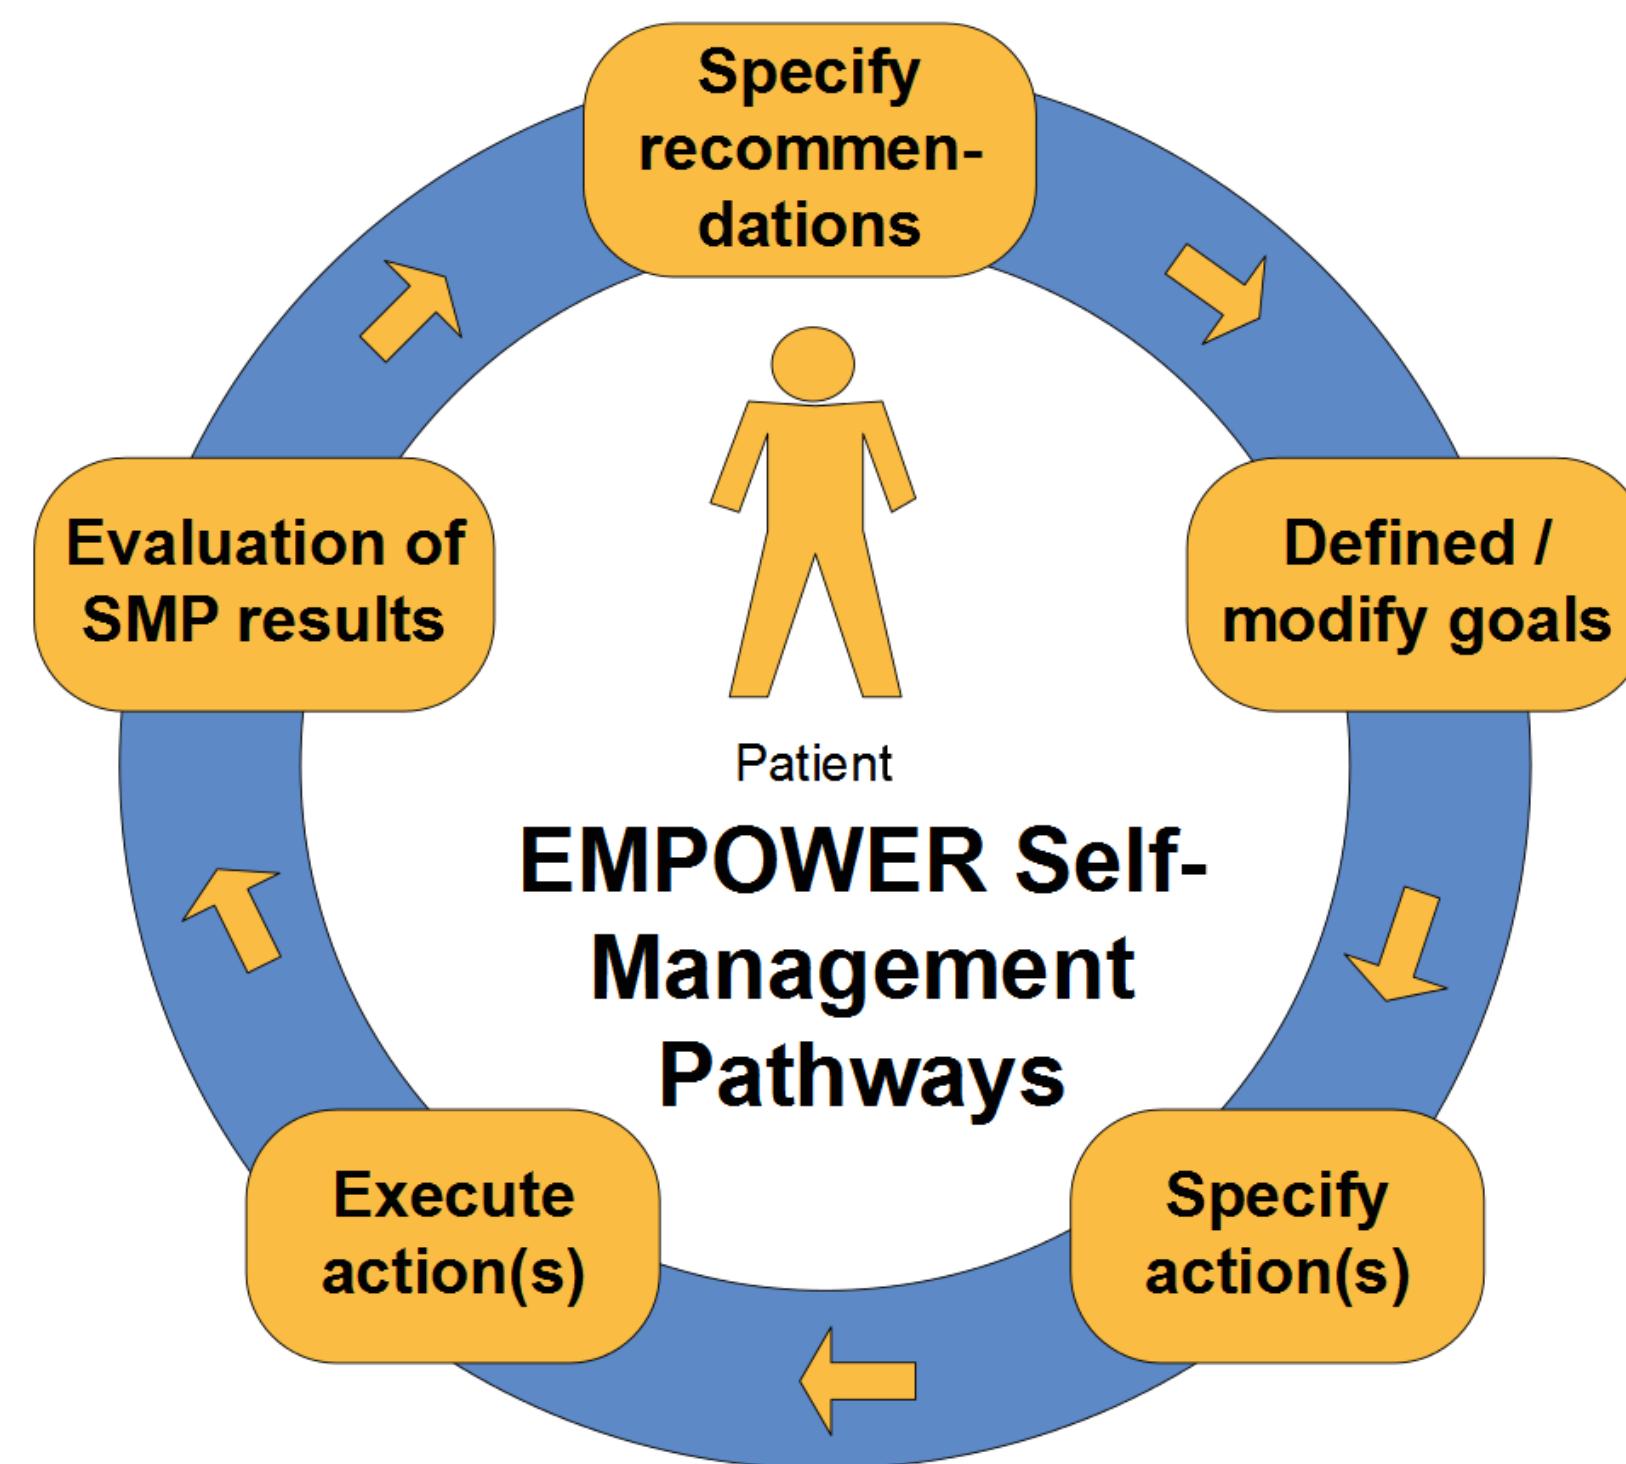 Specify
recommen-
dations
Evaluation of
SMP results
Defined /
modify goals
Patient
EMPOWER Self-
Management
Pathways
Execute
action(s)
Specify
action(s)